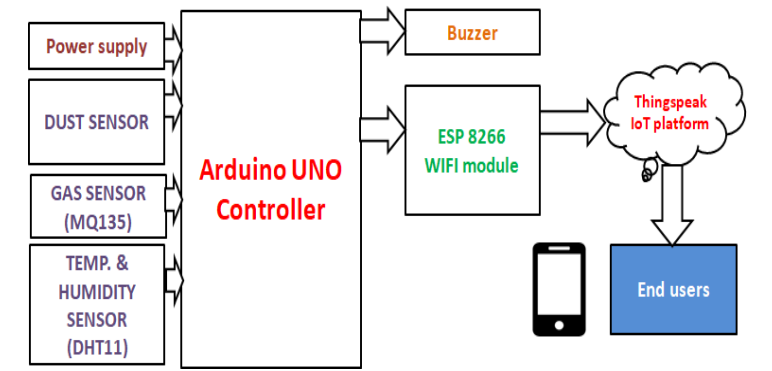 Power supply
DUST SENSOR
GAS SENSOR
(MQ135)
TEMP. &
HUMIDITY
SENSOR
(DHT11)
Arduino UNO
Controller
Buzzer
ESP 8266
WIFI module
Thingspeak
IoT platform
End users